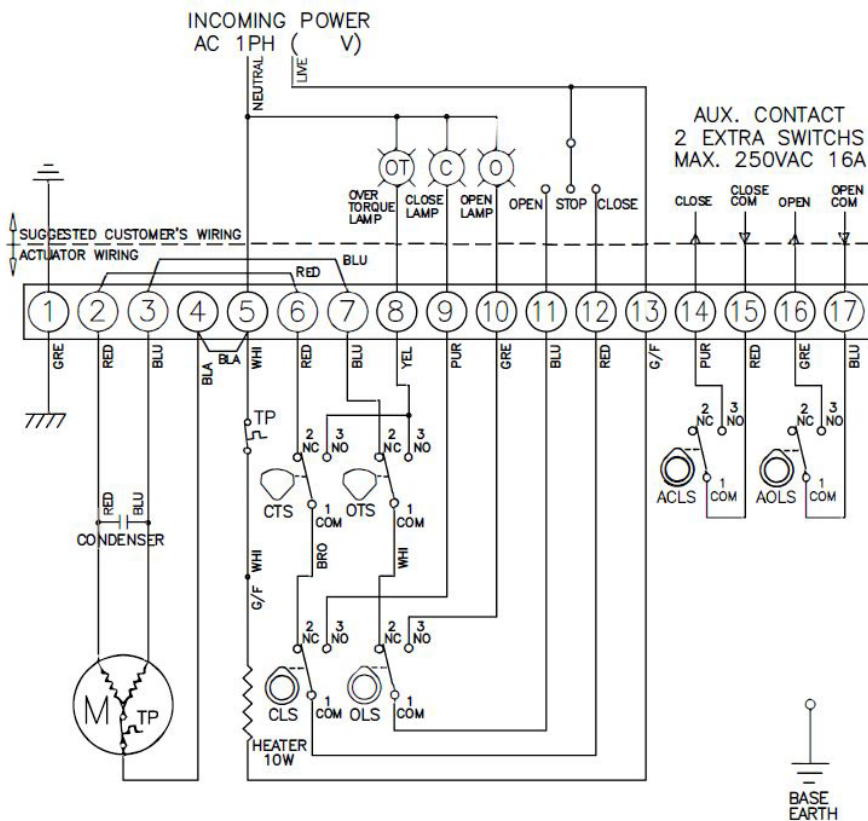 INCOMING POWER
AC 1PH ( V)
NEUTRAL
LIVE
AUX. CONTACT
2 EXTRA SWITCHS
MAX. 250VAC 16A
OT
C
O
OVER
TORQUE
LAMP
CLOSE
LAMP
OPEN
LAMP
OPEN
STOP
CLOSE
CLOSE
CLOSE
COM
OPEN
OPEN
COM
SUGGESTED CUSTOMER'S WIRING
ACTUATOR WIRING
BLU
RED
1 2 3 4 5 6 7 8 9 10 11 12 13 14 15 16 17
GRE
RED
BLU
BLA
BLA
WHI
RED
BLU
YEL
PUR
GRE
BLU
RED
G/F
PUR
RED
GRE
BLU
TP
2
NC
3
NO
2
NC
3
NO
2
NC
3
NO
2
NC
3
NO
CTS
1
COM
OTS
1
COM
ACLS
1
COM
AOLS
1
COM
RED
BLU
CONDENSER
WHI
G/F
BRO
WHI
2
NC
3
NO
2
NC
3
NO
M
TP
CLS
1
COM
OLS
1
COM
HEATER
10W
BASE
EARTH